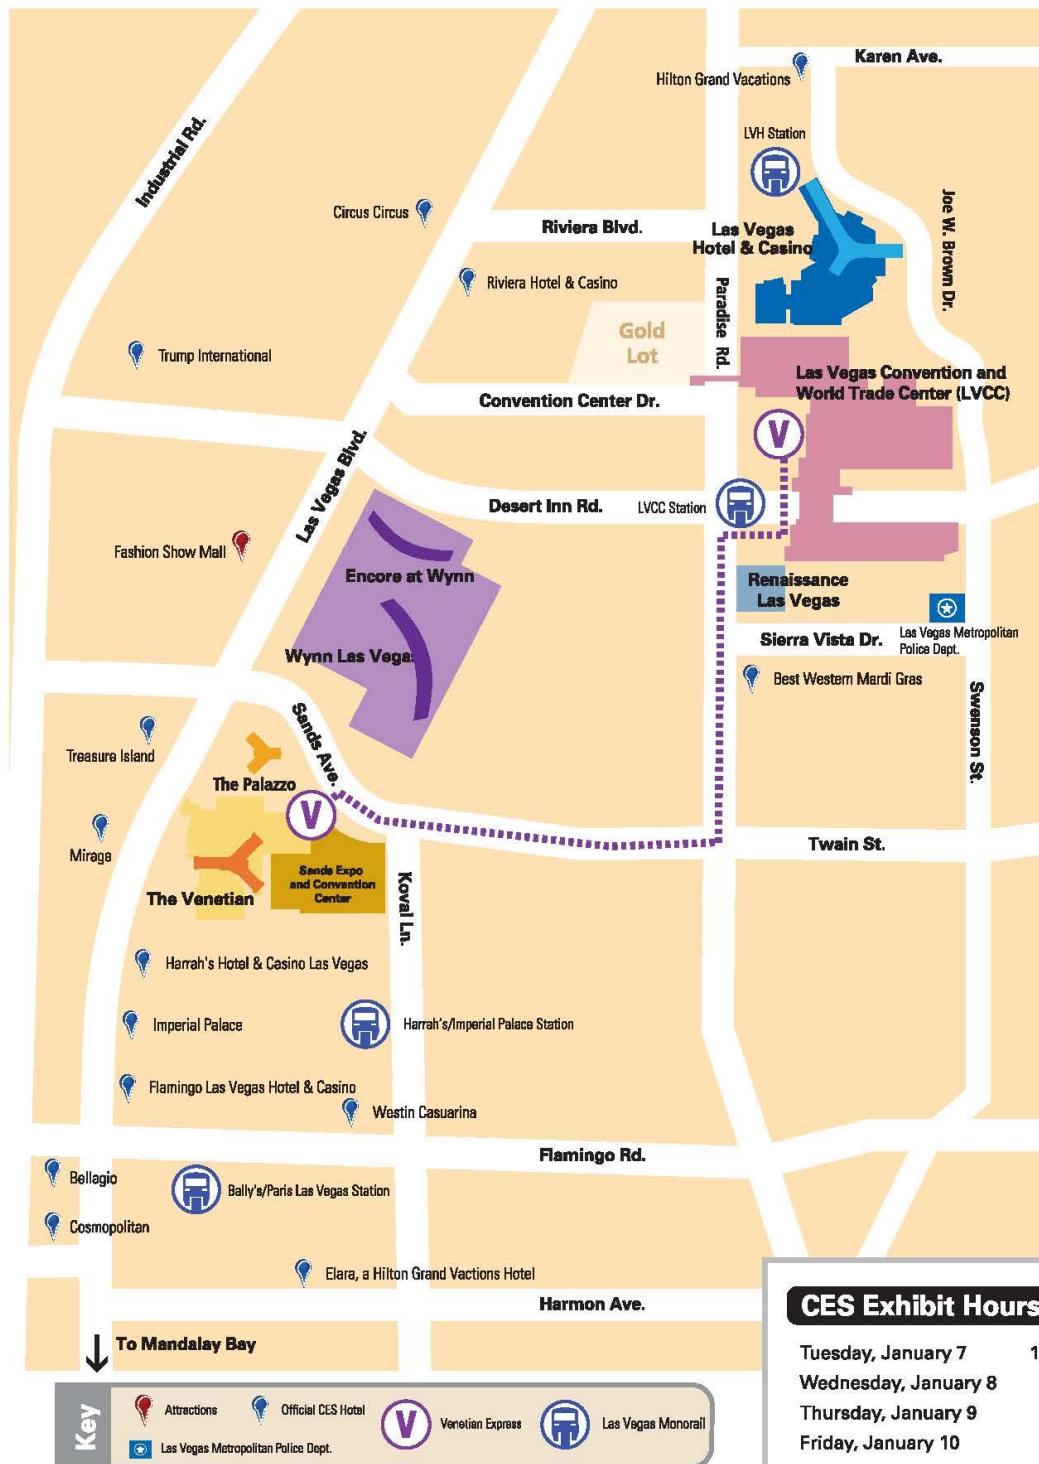 Karen Ave.
Hilton Grand Vacations
LVH Station
Industrial Rd.
Joe W. Brown Dr.
Circus Circus
Riviera Blvd.
Las Vegas
Hotel & Casino
Riviera Hotel & Casino
Paradise Rd.
Gold
Lot
Trump International
Las Vegas Convention and
World Trade Center (LVCC)
Convention Center Dr.
V
Las Vegas Blvd.
Desert Inn Rd.
LVCC Station
Fashion Show Mall
Encore at Wynn
Renaissance
Las Vegas
Sierra Vista Dr.
Las Vegas Metropolitan
Police Dept.
Wynn Las Vegas
Best Western Mardi Gras
Swenson St.
Sands Ave.
Treasure Island
The Palazzo
V
Twain St.
Mirage
Sands Expo
and Convention
Center
The Venetian
Koval Ln.
Harrah's Hotel & Casino Las Vegas
Imperial Palace
Harrah's/Imperial Palace Station
Flamingo Las Vegas Hotel & Casino
Westin Casuarina
Flamingo Rd.
Bellagio
Bally's/Paris Las Vegas Station
Cosmopolitan
Elara, a Hilton Grand Vactions Hotel
Harmon Ave.
To Mandalay Bay
CES Exhibit Hours
Tuesday, January 7 1
Wednesday, January 8
Thursday, January 9
Friday, January 10
Key
Attractions
Official CES Hotel
V
Venetian Express
Las Vegas Monorail
Las Vegas Metropolitan Police Dept.